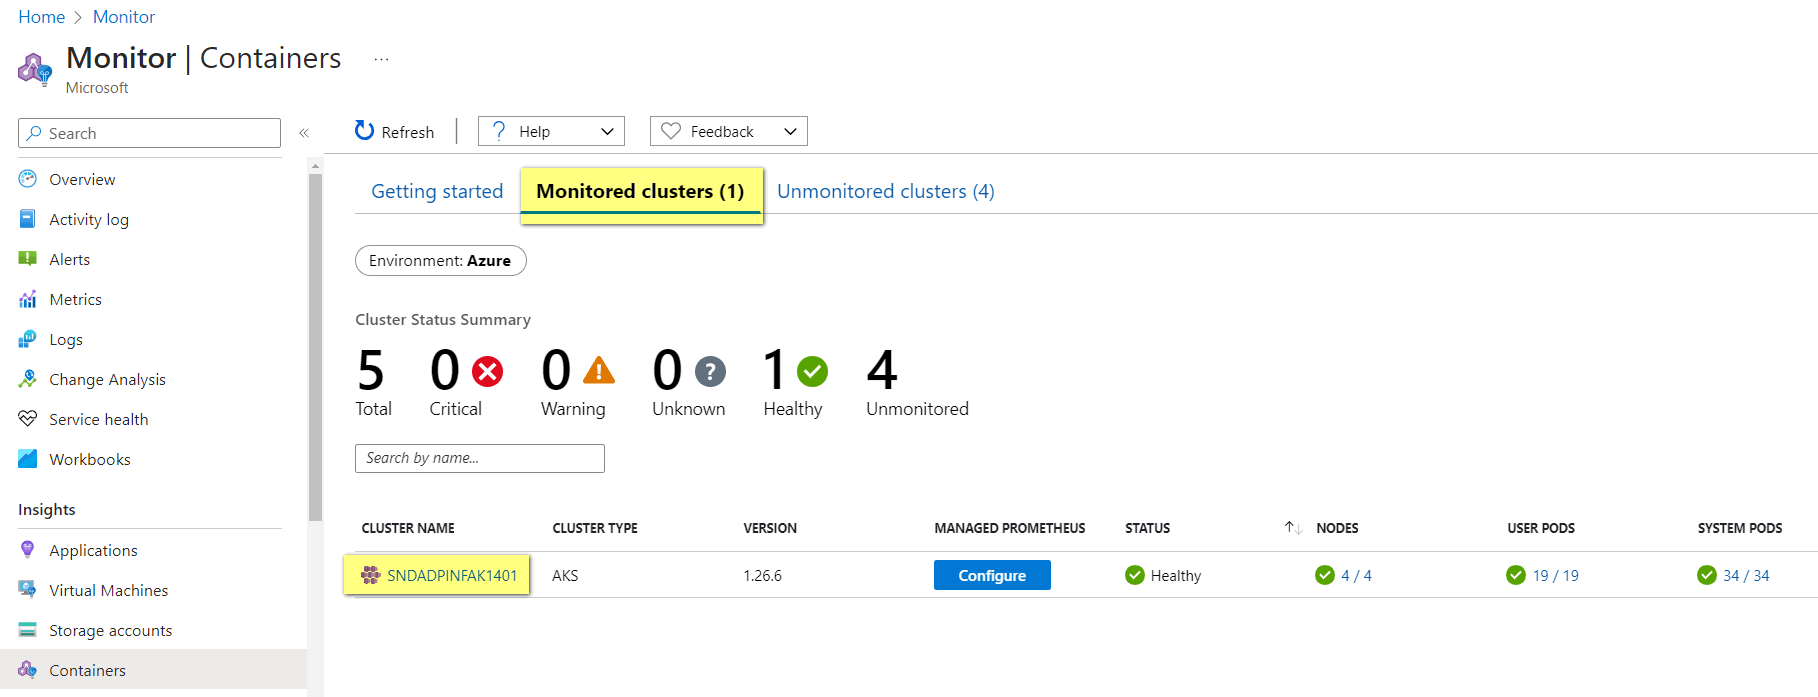 Home > Monitor
Monitor | Containers ...
Microsoft
Search «
Overview
Activity log
Alerts
Metrics
Logs
Change Analysis
Service health
Workbooks
Insights
Applications
Virtual Machines
Storage accounts
Containers
Refresh | ? Help Feedback
Getting started Monitored clusters (1) Unmonitored clusters (4)
Environment: Azure
Cluster Status Summary
5 0 0 0 ? 1 4
Total Critical Warning Unknown Healthy Unmonitored
Search by name...
CLUSTER NAME CLUSTER TYPE VERSION MANAGED PROMETHEUS STATUS ↑↓ NODES USER PODS SYSTEM PODS
SNDADPINFAK1401 AKS 1.26.6 Configure Healthy 4 / 4 19 / 19 34 / 34